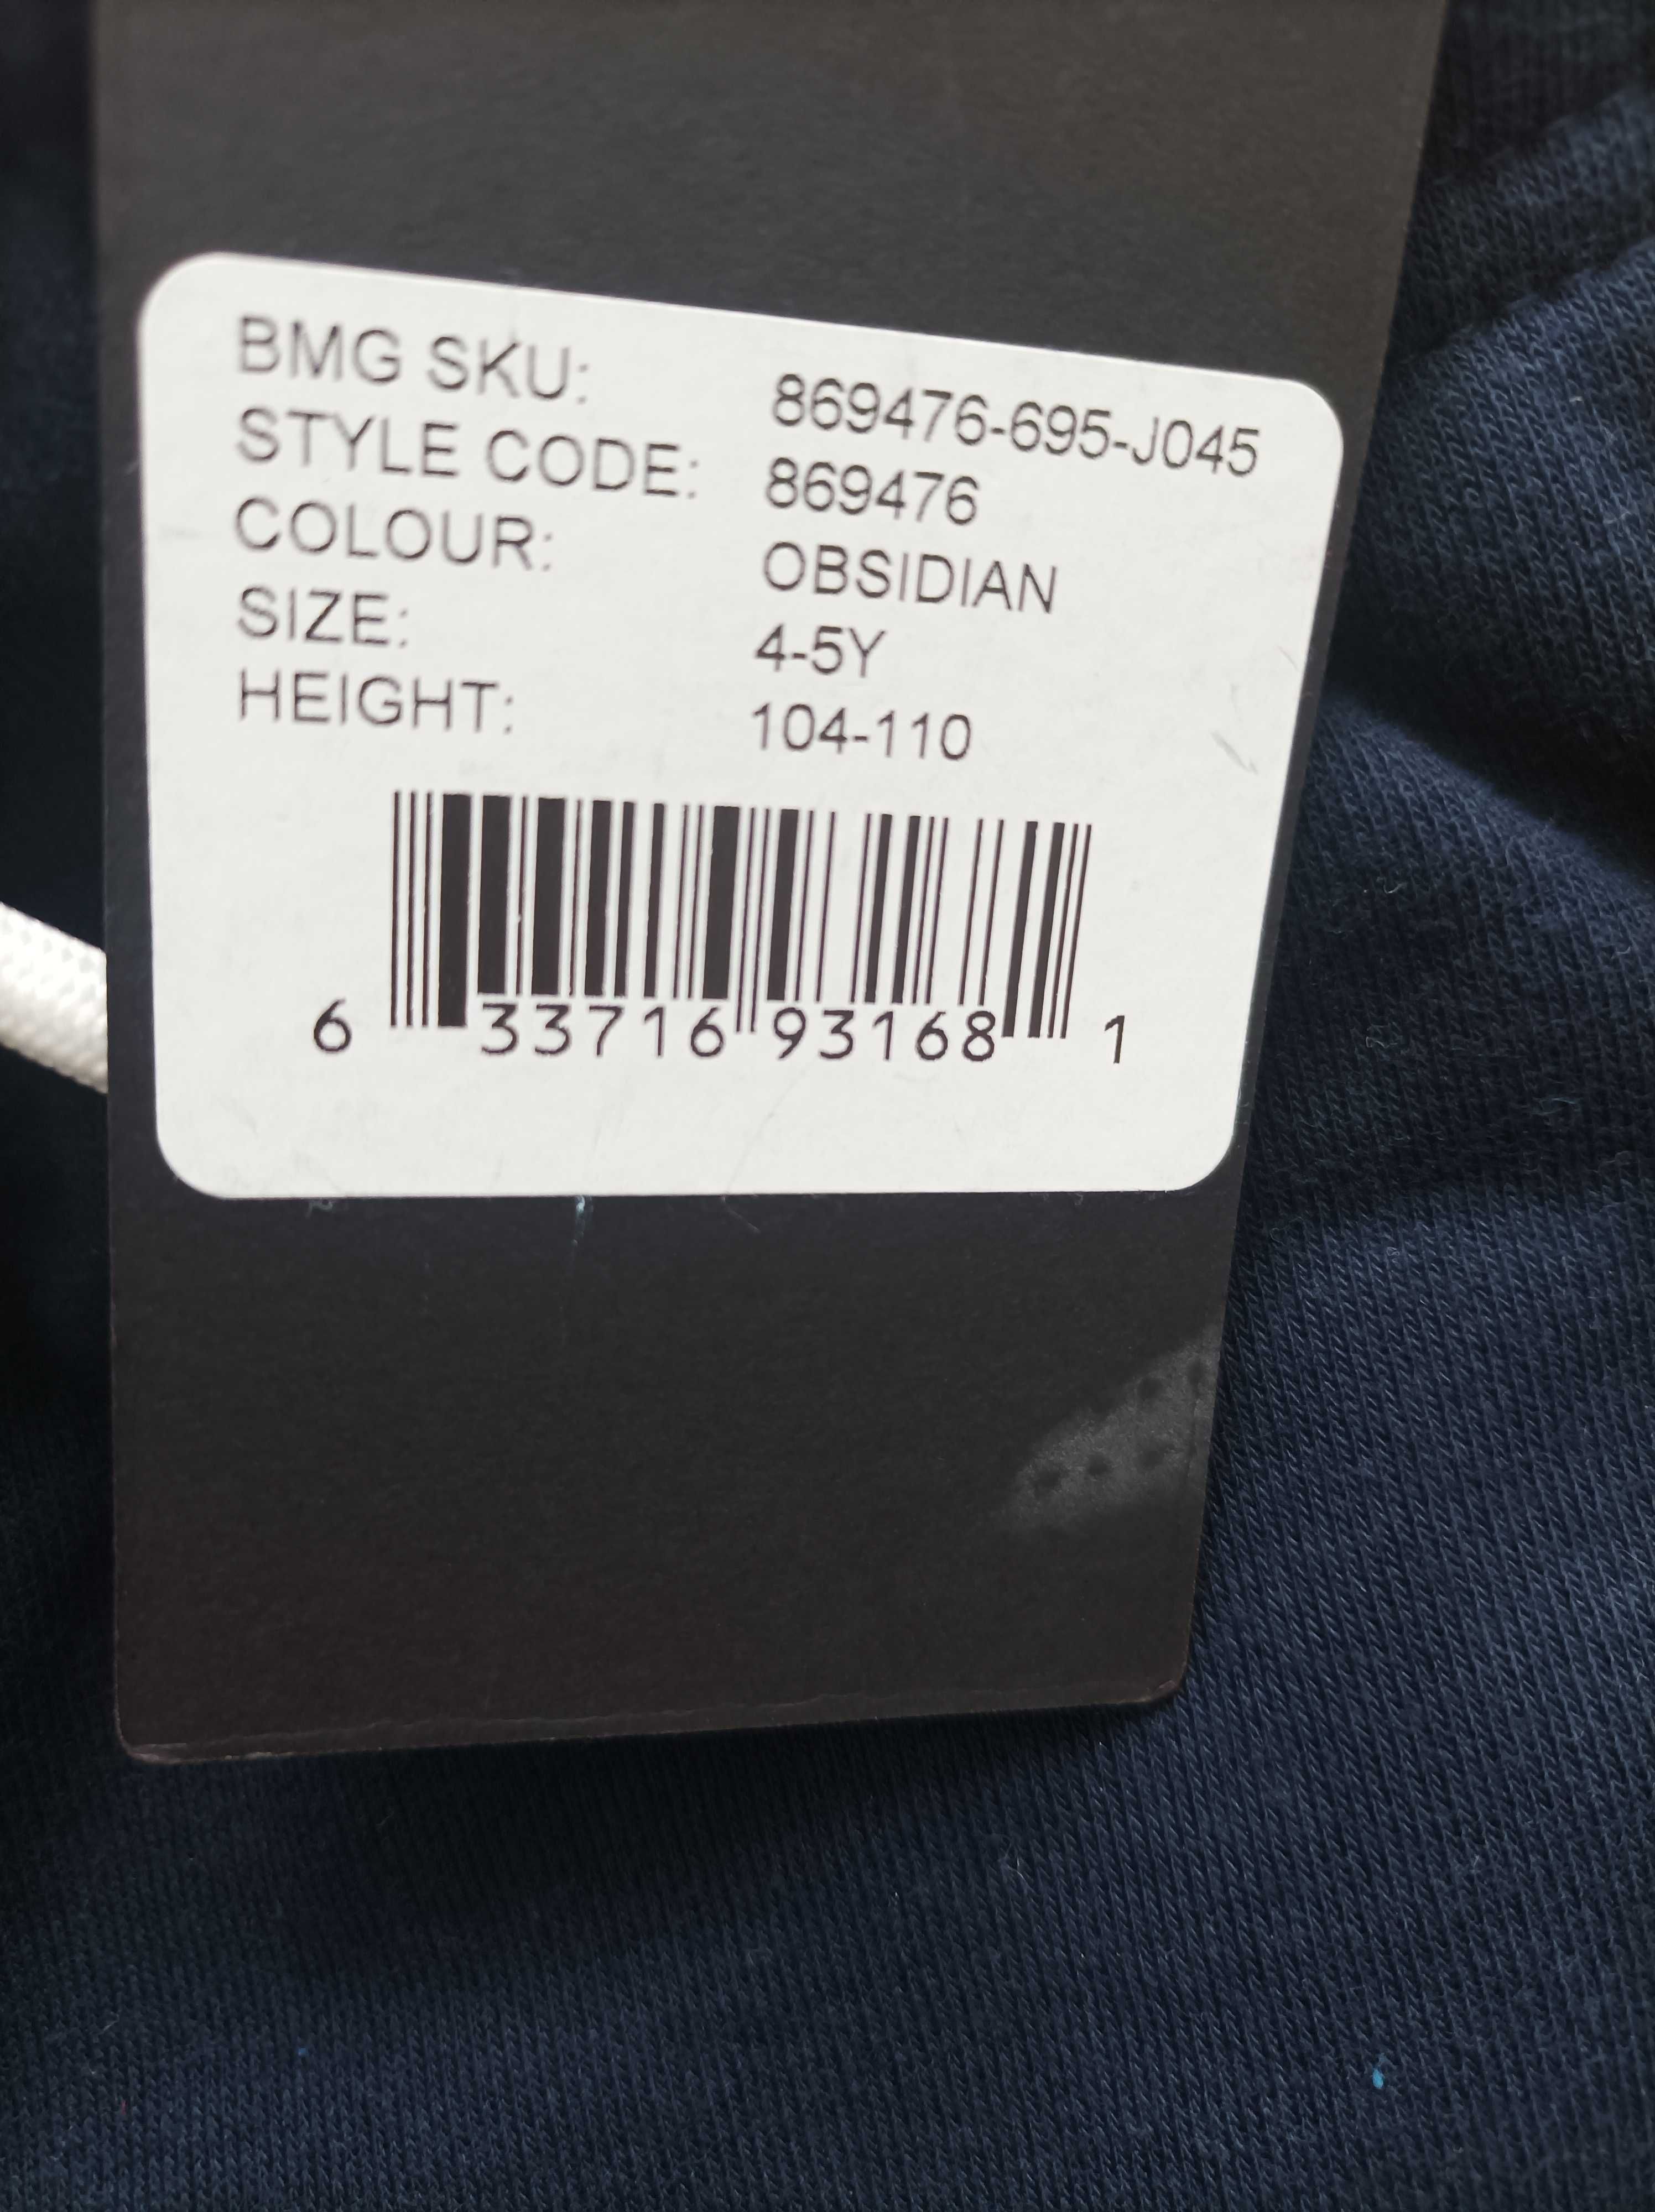 BMG SKU: 869476-695-J045
STYLE CODE: 869476
COLOUR: OBSIDIAN
SIZE: 4-5Y
HEIGHT: 104-110
6 33716 93168 1